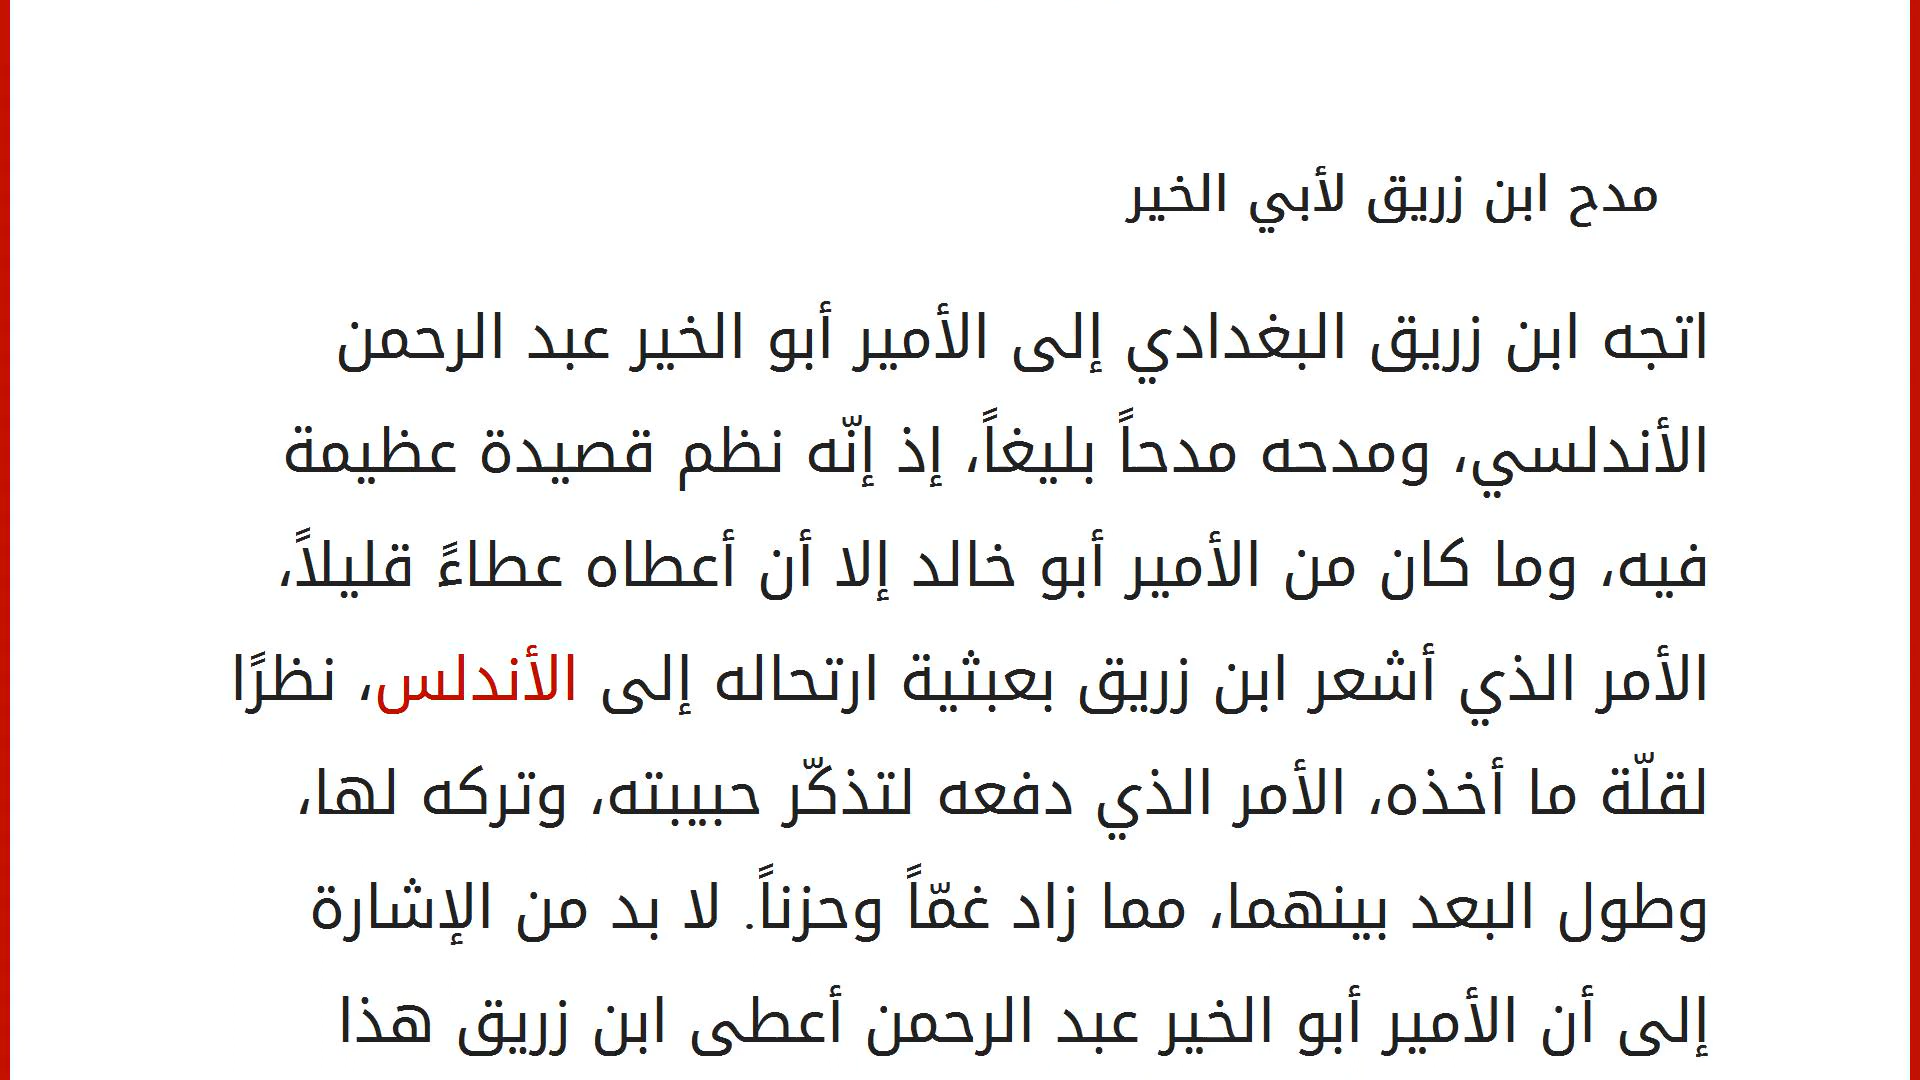 مدح ابن زريق لأبي الخير
اتجه ابن زريق البغدادي إلى الأمير أبو الخير عبد الرحمن
الأندلسي، ومدحه مدحاً بليغاً، إذ إنّه نظم قصيدة عظيمة
فيه، وما كان من الأمير أبو خالد إلا أن أعطاه عطاءً قليلاً،
الأمر الذي أشعر ابن زريق بعبثية ارتحاله إلى الأندلس، نظرًا
لقلّة ما أخذه، الأمر الذي دفعه لتذكّر حبيبته، وتركه لها،
وطول البعد بينهما، مما زاد غمّاً وحزناً. لا بد من الإشارة
إلى أن الأمير أبو الخير عبد الرحمن أعطى ابن زريق هذا